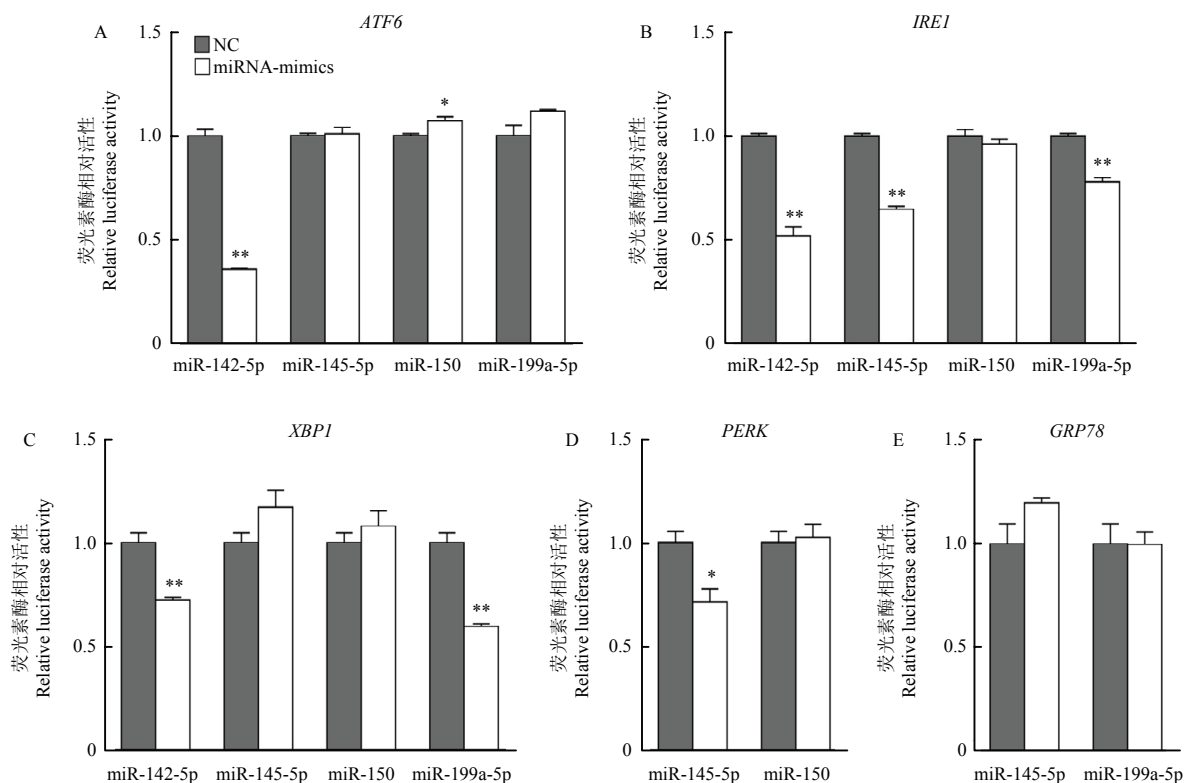 A
ATF6
NC
miRNA-mimics
1.5
1.0
0.5
0
荧光素酶相对活性
Relative luciferase activity
**
*
miR-142-5p
miR-145-5p
miR-150
miR-199a-5p
B
IRE1
1.5
1.0
0.5
0
荧光素酶相对活性
Relative luciferase activity
**
**
**
miR-142-5p
miR-145-5p
miR-150
miR-199a-5p
C
XBP1
1.5
1.0
0.5
0
荧光素酶相对活性
Relative luciferase activity
**
**
miR-142-5p
miR-145-5p
miR-150
miR-199a-5p
D
PERK
1.5
1.0
0.5
0
荧光素酶相对活性
Relative luciferase activity
*
miR-145-5p
miR-150
E
GRP78
1.5
1.0
0.5
0
荧光素酶相对活性
Relative luciferase activity
miR-145-5p
miR-199a-5p